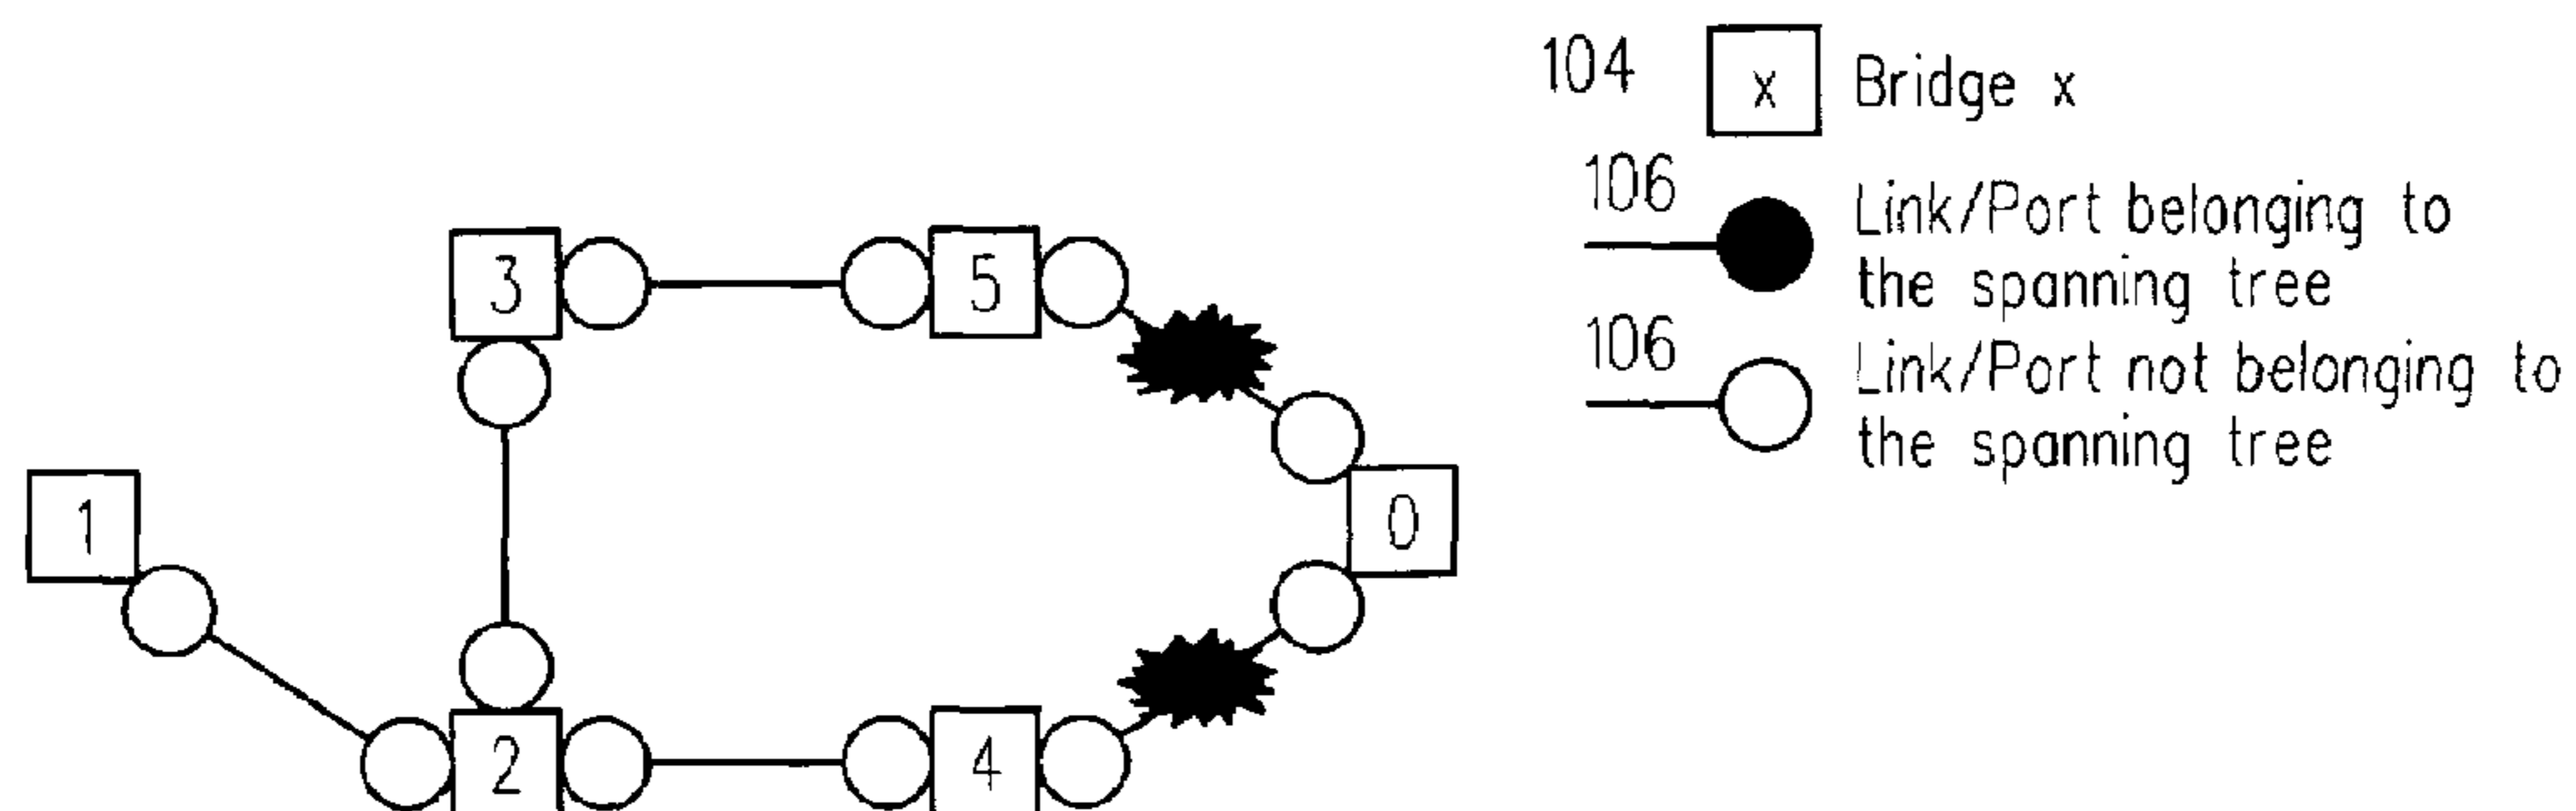 104 x Bridge x
106 Link/Port belonging to
the spanning tree
106 Link/Port not belonging to
the spanning tree
3 5
1 0
2 4